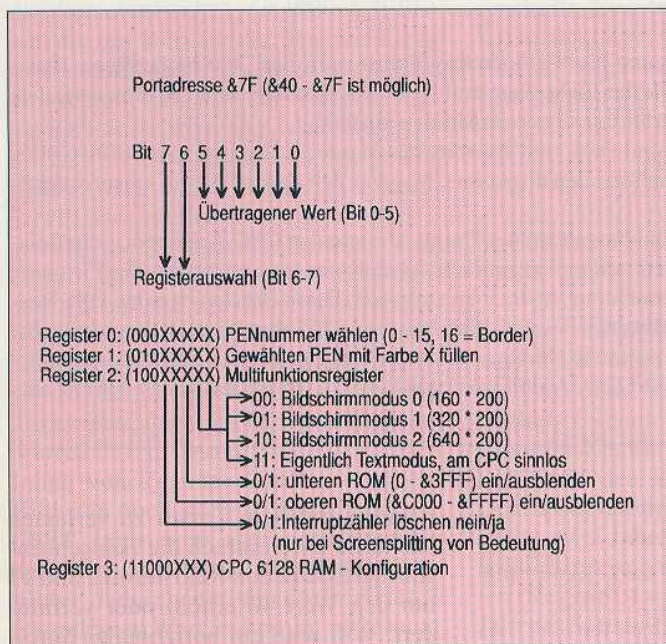 Portadresse &7F (&40 - &7F ist möglich)
Bit 7 6 5 4 3 2 1 0
Übertragener Wert (Bit 0-5)
Registerauswahl (Bit 6-7)
Register 0: (000XXXXX) PENnummer wählen (0 - 15, 16 = Border)
Register 1: (010XXXXX) Gewählten PEN mit Farbe X füllen
Register 2: (100XXXXX) Multifunktionsregister
00: Bildschirmmodus 0 (160 * 200)
01: Bildschirmmodus 1 (320 * 200)
10: Bildschirmmodus 2 (640 * 200)
11: Eigentlich Textmodus, am CPC sinnlos
0/1: unteren ROM (0 - &3FFF) ein/ausblenden
0/1: oberen ROM (&C000 - &FFFF) ein/ausblenden
0/1:Interruptzähler löschen nein/ja
(nur bei Screensplitting von Bedeutung)
Register 3: (11000XXX) CPC 6128 RAM - Konfiguration